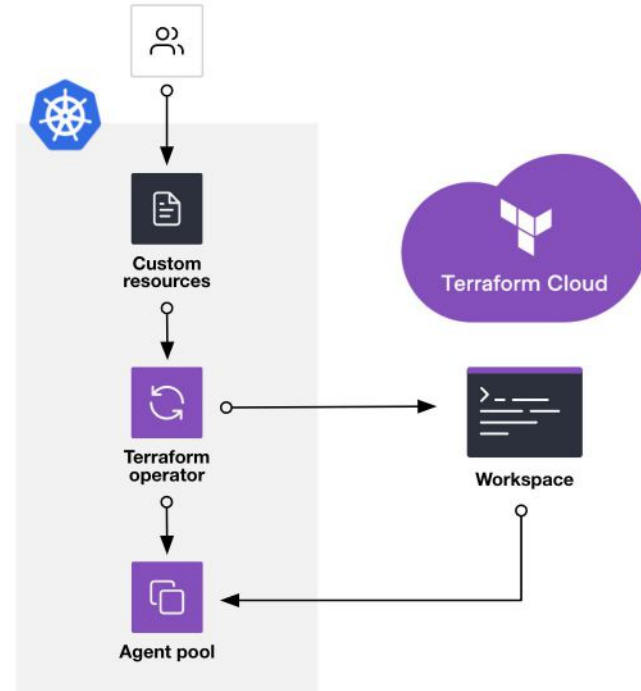 Custom
resources
Terraform Cloud
Terraform
operator
Workspace
Agent pool